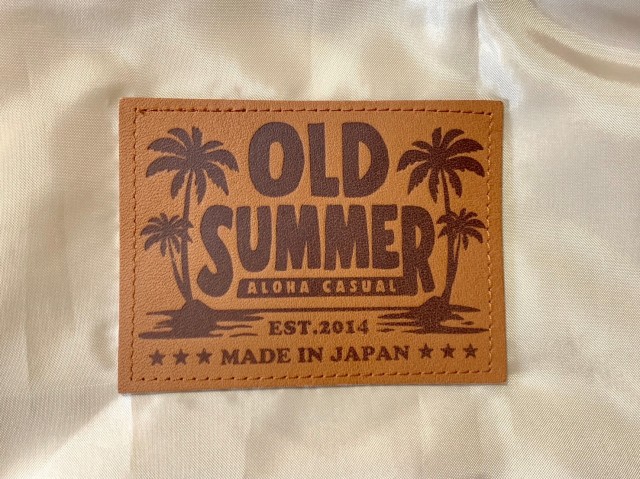 OLD
SUMMER
ALOHA CASUAL
EST.2014
★★★ MADE IN JAPAN ★★★